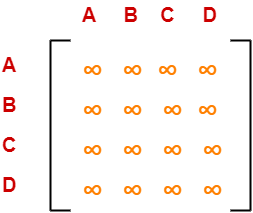 A B C D
A ∞ ∞ ∞ ∞
B ∞ ∞ ∞ ∞
C ∞ ∞ ∞ ∞
D ∞ ∞ ∞ ∞